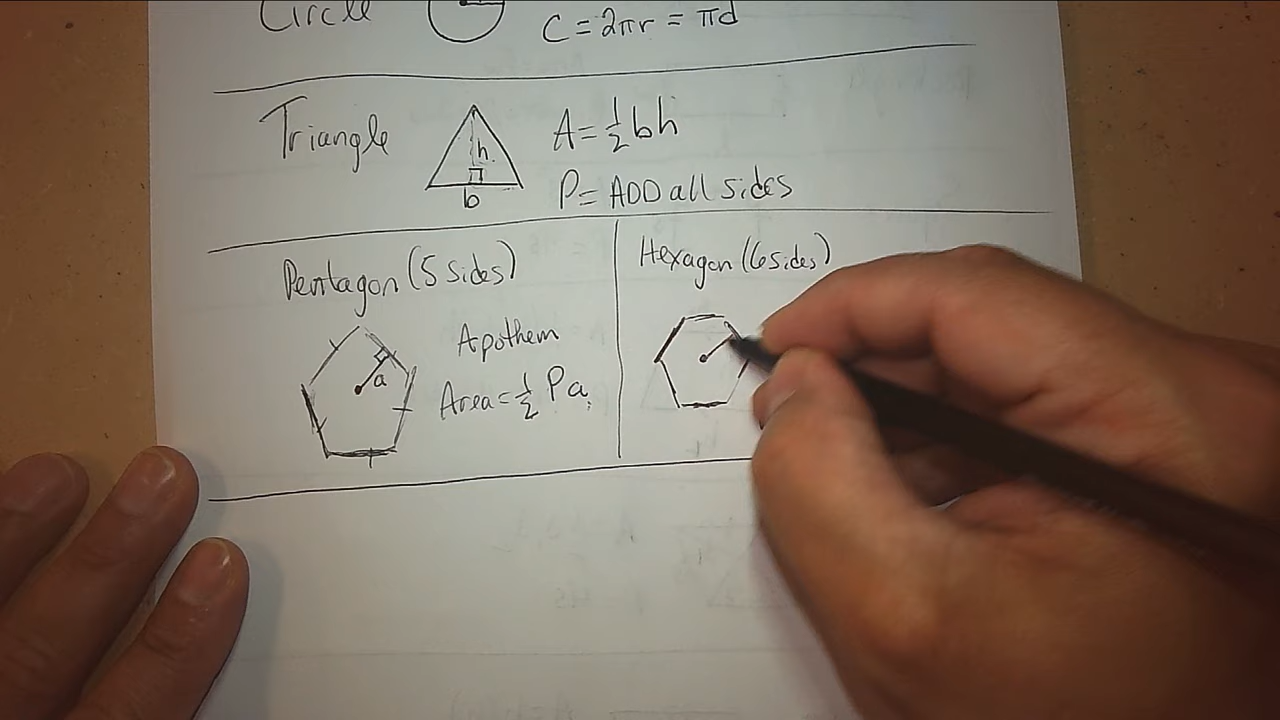 Circle
C = 2πr = πd
Triangle
h
b
A = 1/2 bh
P = ADD all sides
Pentagon (5 sides)
a
Apothem
Area = 1/2 Pa
Hexagon (6 sides)